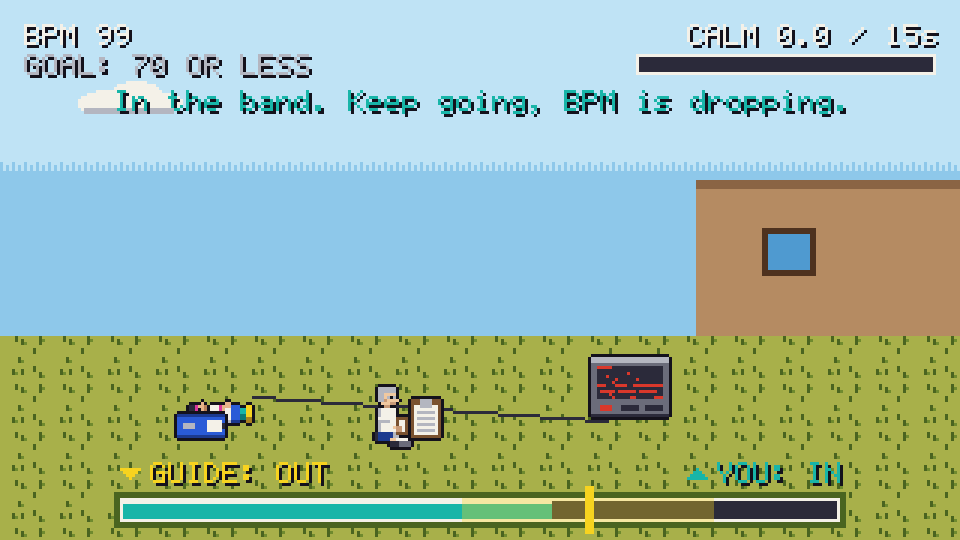 BPM 99
CALM 0.0 / 15s
GOAL: 70 OR LESS
In the band. Keep going, BPM is dropping.
GUIDE: OUT
YOU: IN